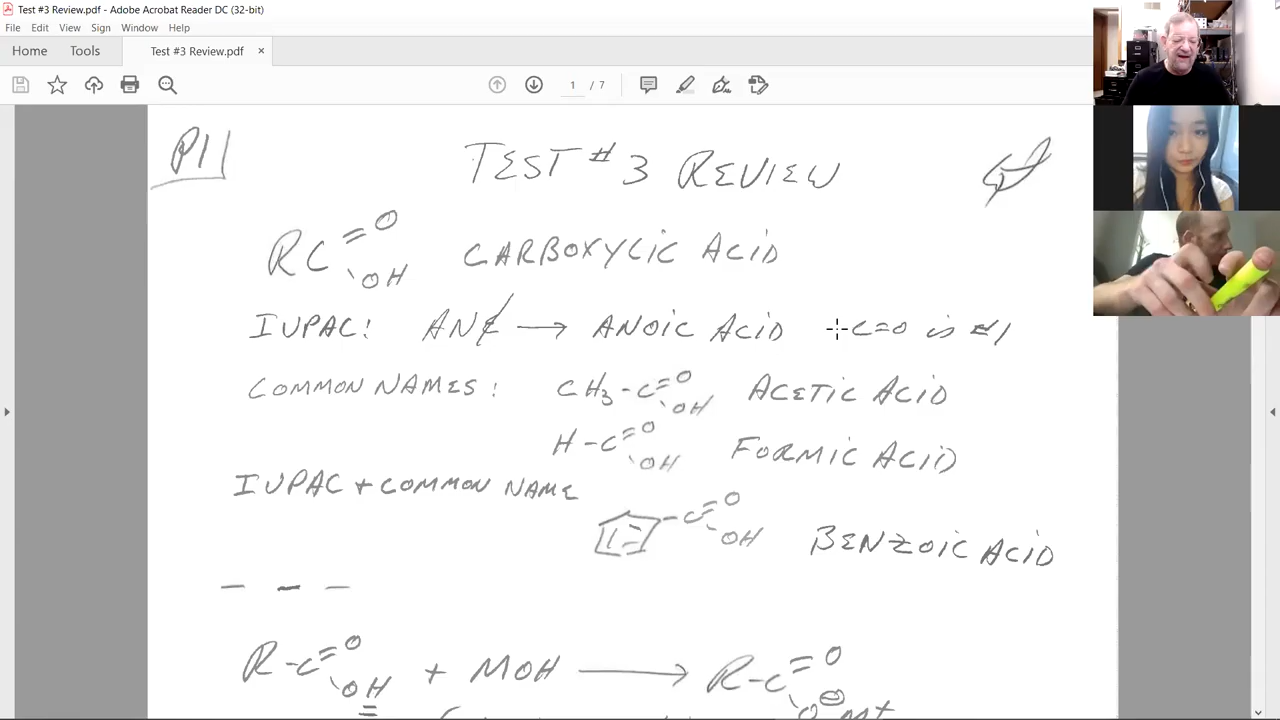 Test #3 Review.pdf - Adobe Acrobat Reader DC (32-bit)
File Edit View Sign Window Help
Home Tools Test #3 Review.pdf ×
1 / 7
P1
TEST #3 REVIEW
RC=O OH CARBOXYLIC ACID
IUPAC: ANE → ANOIC ACID C=O is #1
COMMON NAMES: CH3-C=O OH ACETIC ACID
H-C=O OH FORMIC ACID
IUPAC + COMMON NAME
C=O OH BENZOIC ACID
R-C=O OH + MOH → R-C=O O⊖ M+